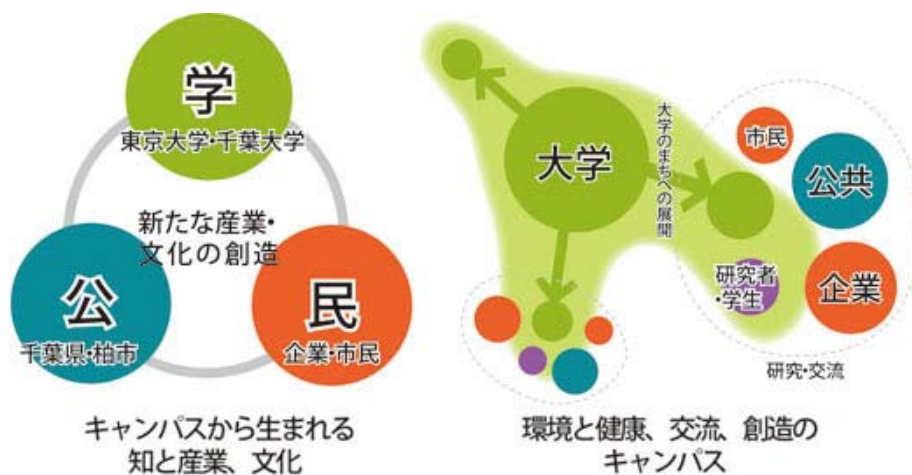 学
東京大学・千葉大学
新たな産業・
文化の創造
公
千葉県・柏市
民
企業・市民
キャンパスから生まれる
知と産業、文化
大学
大学のまちへの展開
市民
公共
研究者
・学生
企業
研究・交流
環境と健康、交流、創造の
キャンパス